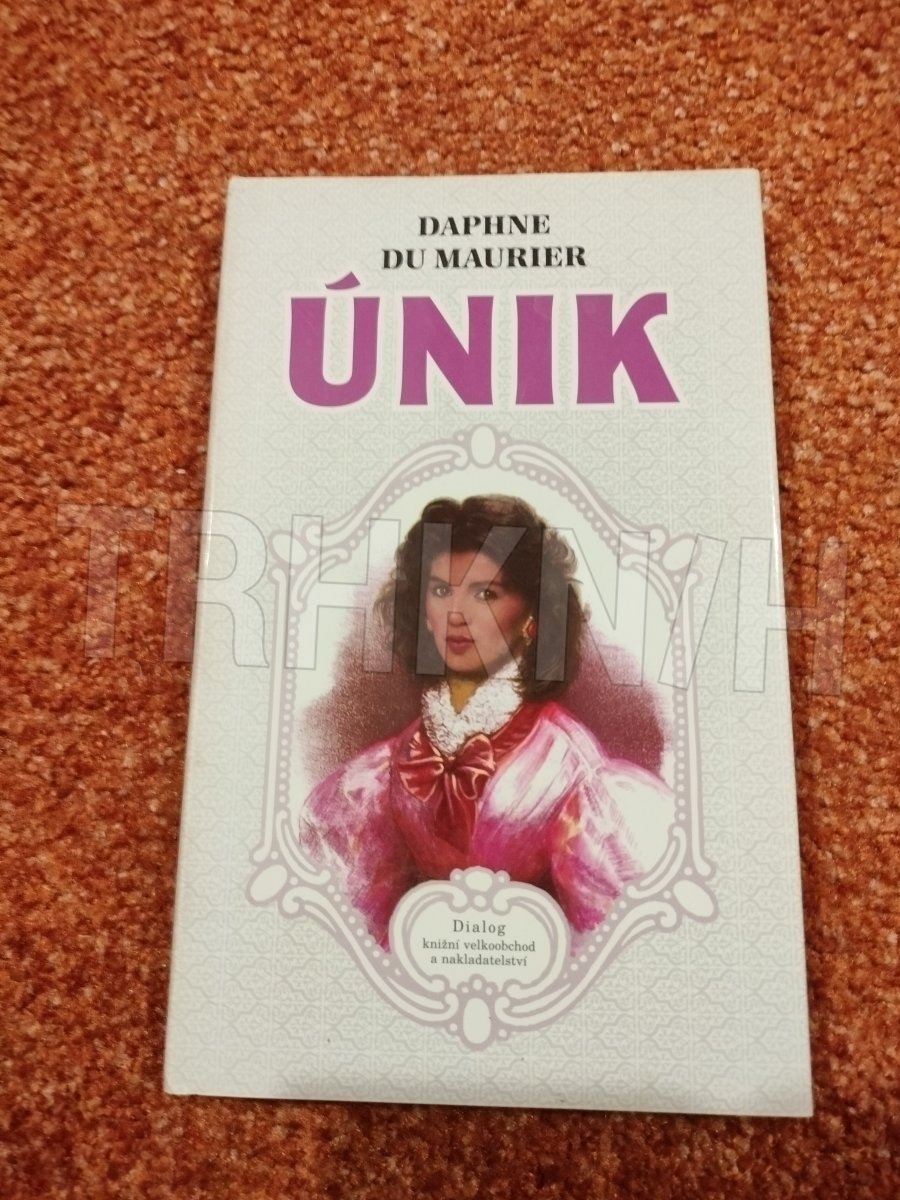 DAPHNE
DU MAURIER
ÚNIK
TRHKNIH
Dialog
knižní velkoobchod
a nakladatelství